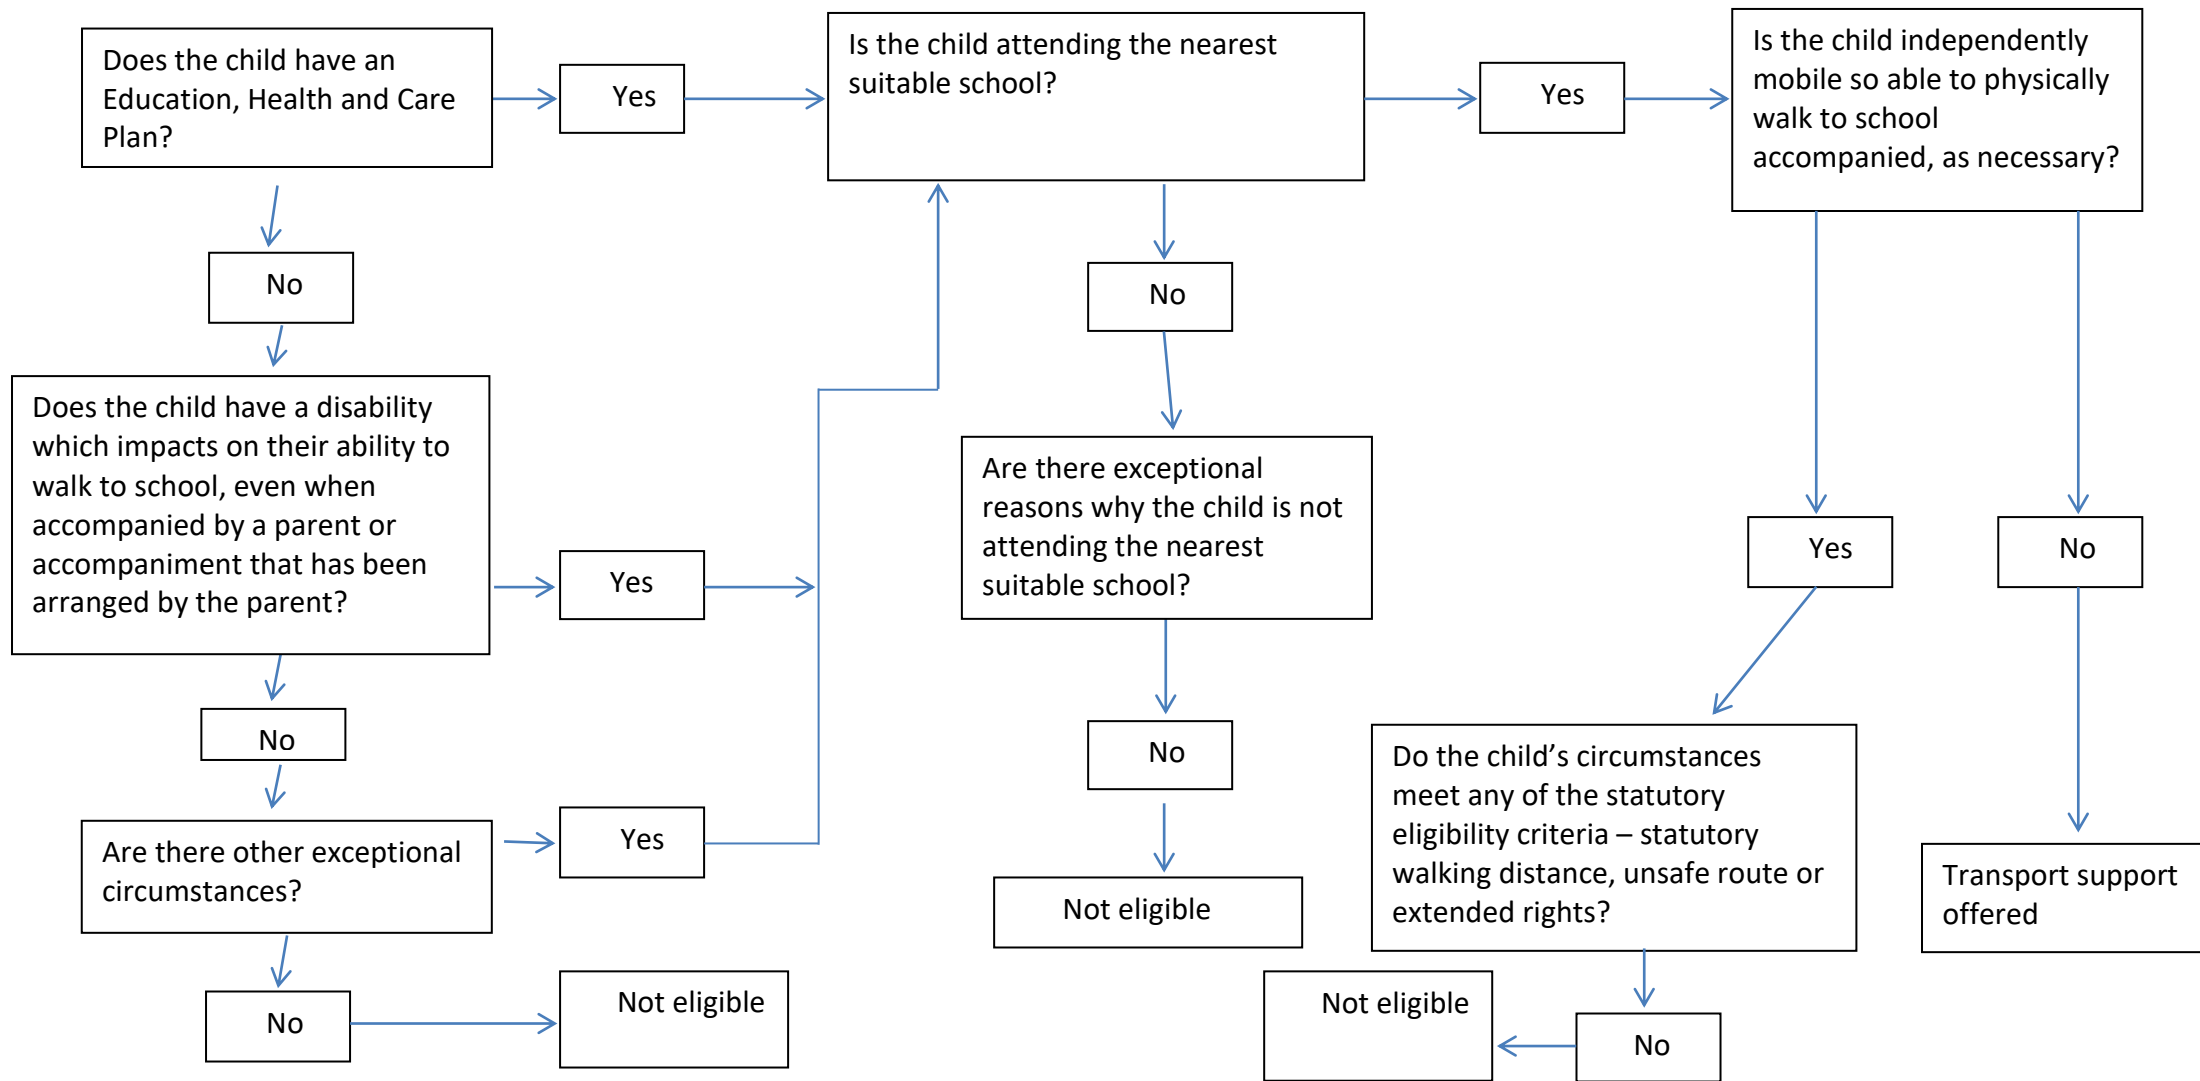 Does the child have an
Education, Health and Care
Plan?
Yes
Is the child attending the nearest
suitable school?
Yes
Is the child independently
mobile so able to physically
walk to school
accompanied, as necessary?
No
No
Does the child have a disability
which impacts on their ability to
walk to school, even when
accompanied by a parent or
accompaniment that has been
arranged by the parent?
Yes
Are there exceptional
reasons why the child is not
attending the nearest
suitable school?
Yes
No
No
No
Do the child’s circumstances
meet any of the statutory
eligibility criteria – statutory
walking distance, unsafe route or
extended rights?
Are there other exceptional
circumstances?
Yes
Not eligible
Transport support
offered
No
Not eligible
Not eligible
No